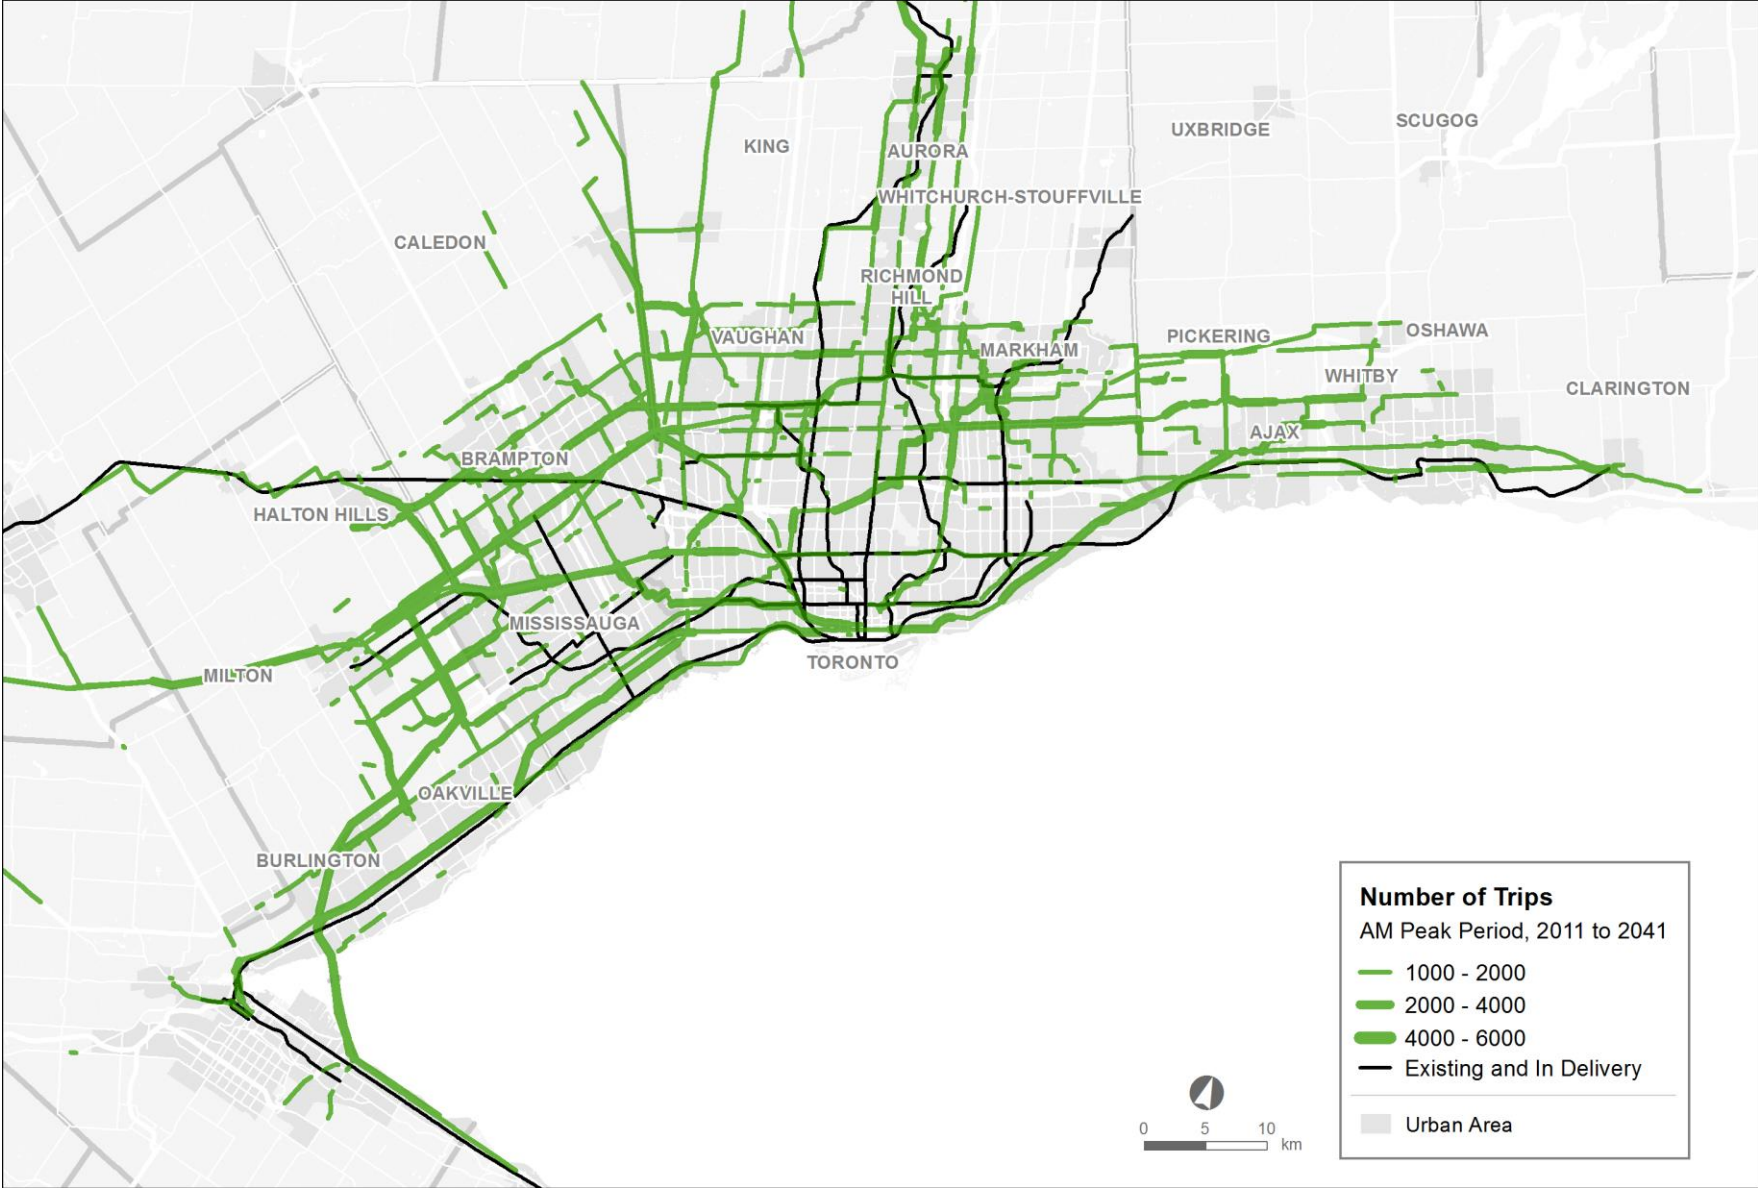 UXBRIDGE
SCUGOG
KING
AURORA
WHITCHURCH-STOUFFVILLE
CALEDON
RICHMOND
HILL
VAUGHAN
MARKHAM
PICKERING
OSHAWA
WHITBY
CLARINGTON
AJAX
BRAMPTON
HALTON HILLS
MISSISSAUGA
TORONTO
MILTON
OAKVILLE
BURLINGTON
Number of Trips
AM Peak Period, 2011 to 2041
1000 - 2000
2000 - 4000
4000 - 6000
Existing and In Delivery
Urban Area
0 5 10
km